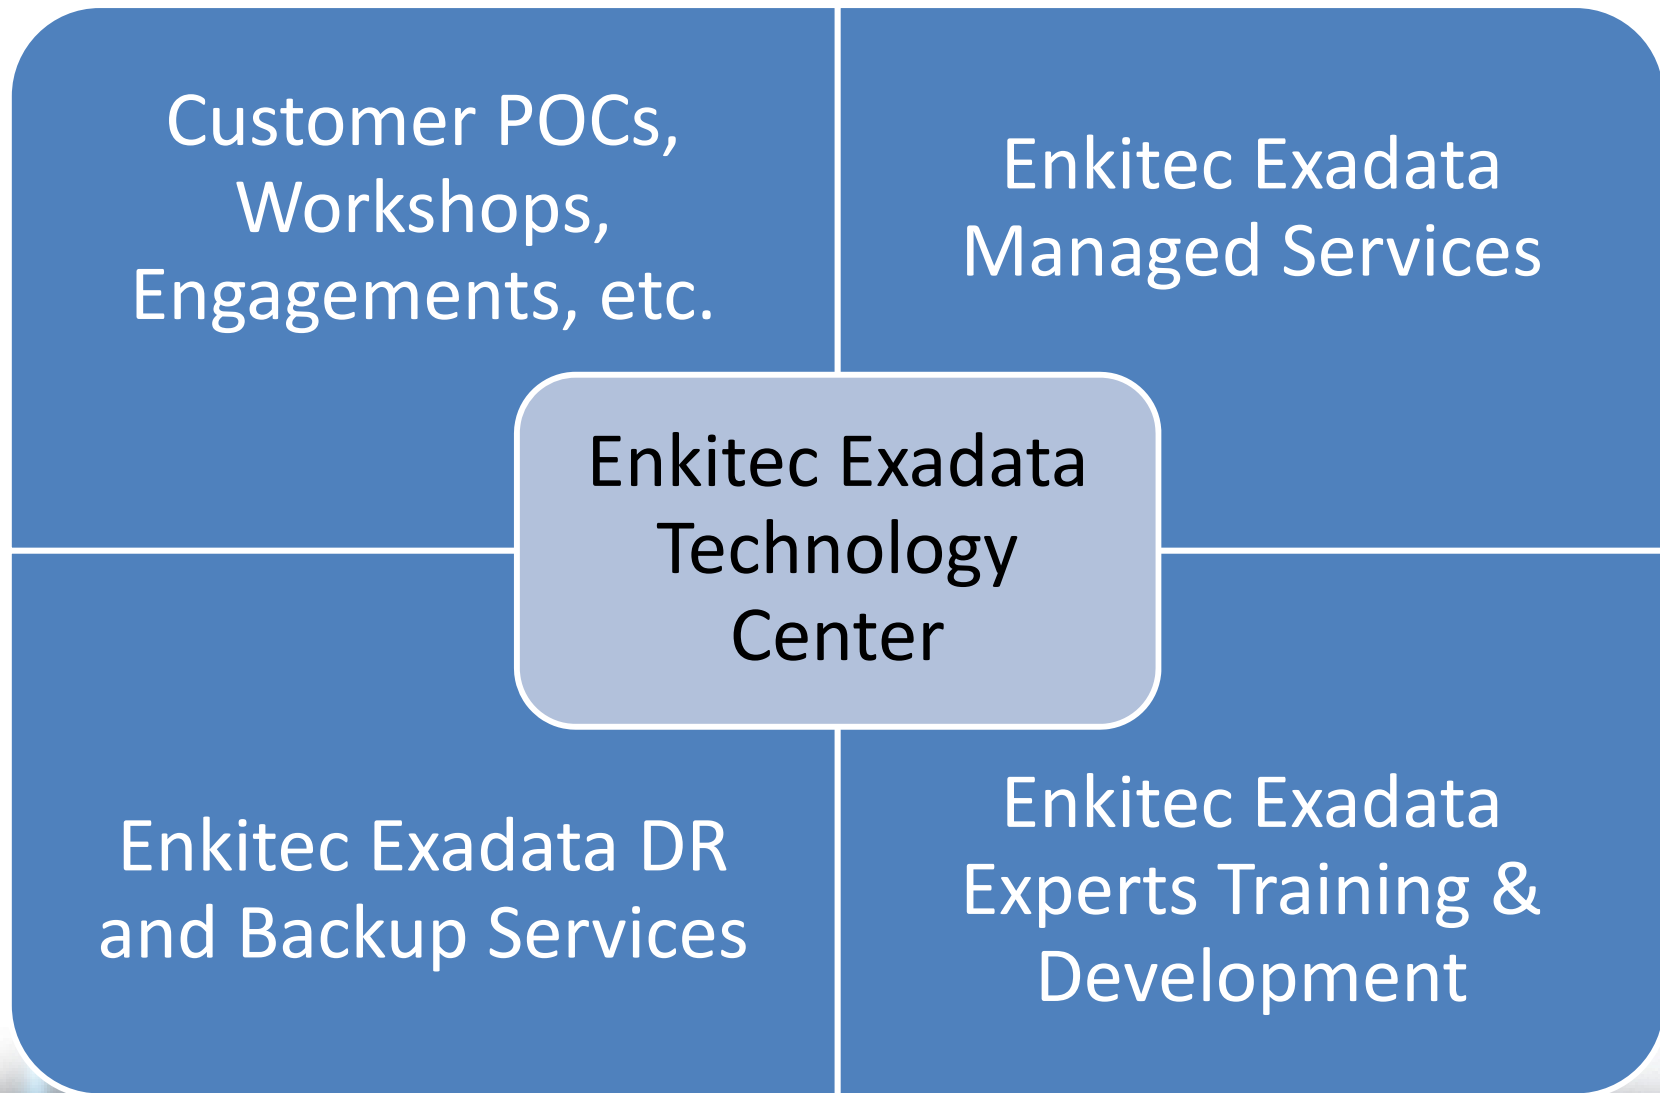 Customer POCs,
Workshops,
Engagements, etc.
Enkitec Exadata
Managed Services
Enkitec Exadata
Technology
Center
Enkitec Exadata DR
and Backup Services
Enkitec Exadata
Experts Training &
Development